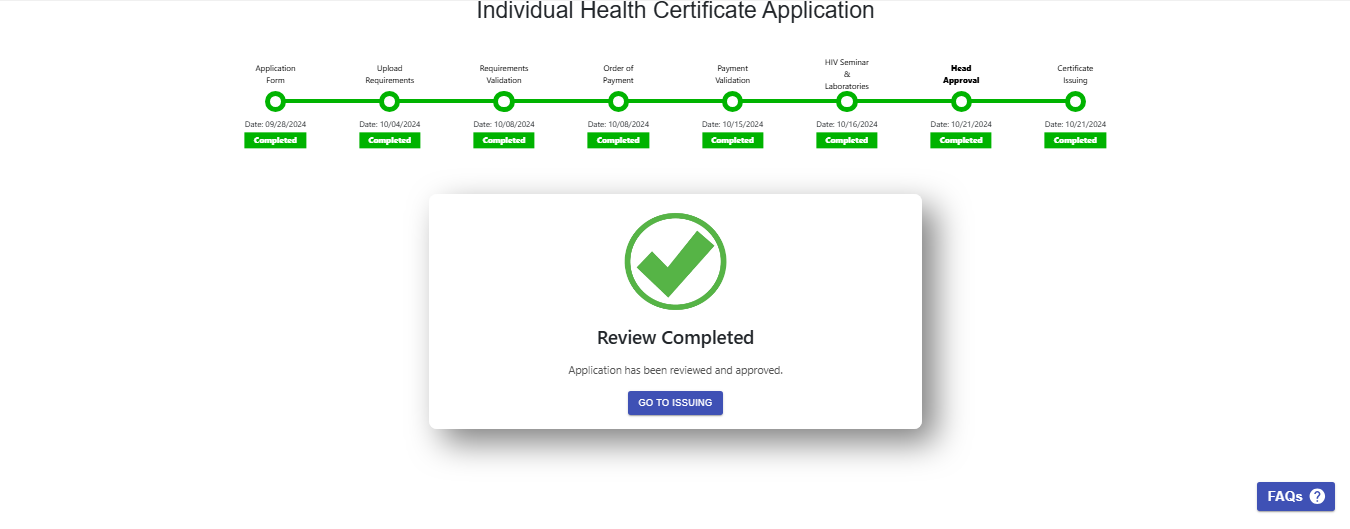 Individual Health Certificate Application
Application
Form
Upload
Requirements
Requirements
Validation
Order of
Payment
Payment
Validation
HIV Seminar
&
Laboratories
Head
Approval
Certificate
Issuing
Date: 09/28/2024
Date: 10/04/2024
Date: 10/08/2024
Date: 10/08/2024
Date: 10/15/2024
Date: 10/16/2024
Date: 10/21/2024
Date: 10/21/2024
Completed
Completed
Completed
Completed
Completed
Completed
Completed
Completed
Review Completed
Application has been reviewed and approved.
GO TO ISSUING
FAQs ?